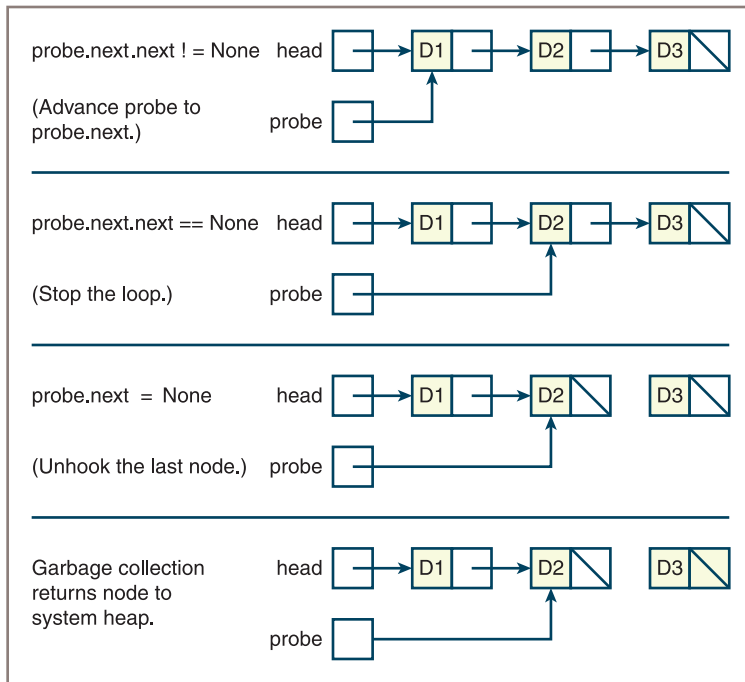 probe.next.next ! = None head D1 D2 D3
(Advance probe to
probe.next.) probe
probe.next.next == None head D1 D2 D3
(Stop the loop.) probe
probe.next = None head D1 D2 D3
(Unhook the last node.) probe
Garbage collection head D1 D2 D3
returns node to
system heap.
probe